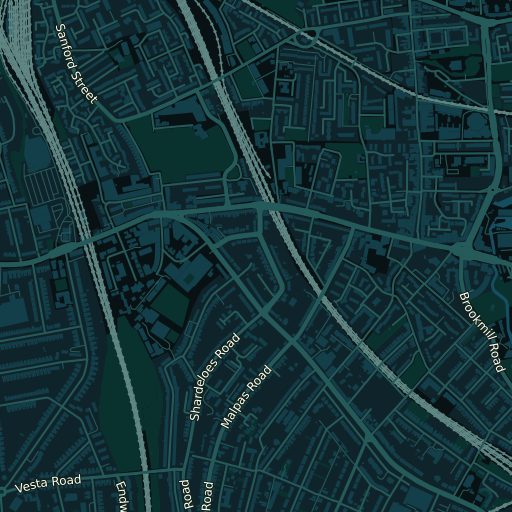 Sanford Street
Brookmill Road
Shardeloes Road
Malpas Road
Vesta Road
Endw
Road
Road